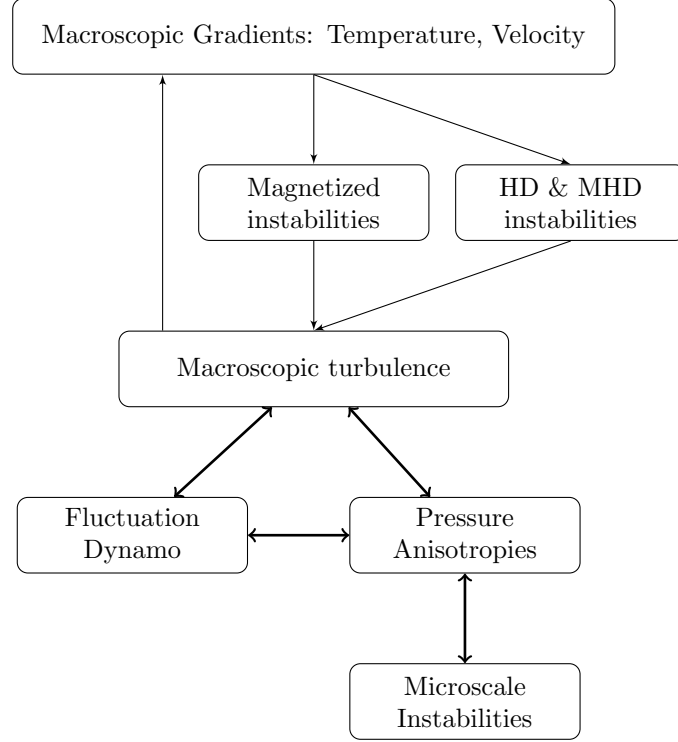 Macroscopic Gradients: Temperature, Velocity
Magnetized
instabilities
HD & MHD
instabilities
Macroscopic turbulence
Fluctuation
Dynamo
Pressure
Anisotropies
Microscale
Instabilities